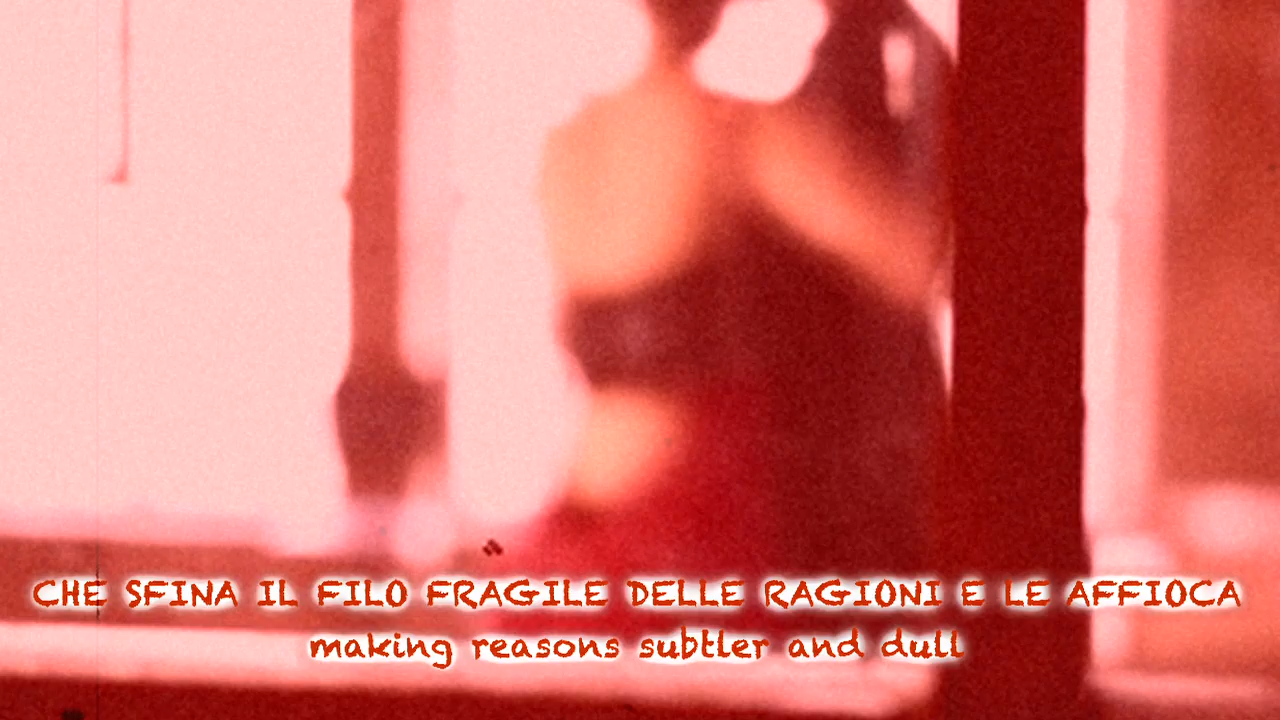 CHE SFINA IL FILO FRAGILE DELLE RAGIONI E LE AFFIOCA
making reasons subtler and dull